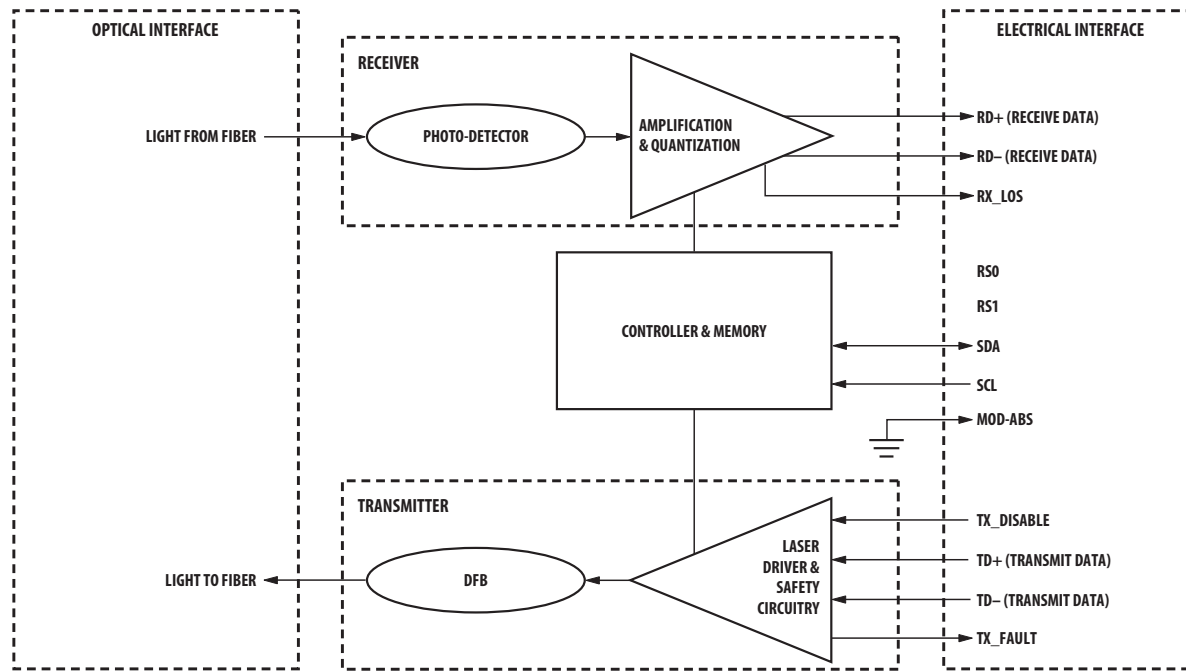 OPTICAL INTERFACE
ELECTRICAL INTERFACE
RECEIVER
LIGHT FROM FIBER
PHOTO-DETECTOR
AMPLIFICATION
& QUANTIZATION
RD+ (RECEIVE DATA)
RD– (RECEIVE DATA)
RX_LOS
RS0
RS1
CONTROLLER & MEMORY
SDA
SCL
MOD-ABS
TRANSMITTER
LIGHT TO FIBER
DFB
LASER
DRIVER &
SAFETY
CIRCUITRY
TX_DISABLE
TD+ (TRANSMIT DATA)
TD– (TRANSMIT DATA)
TX_FAULT